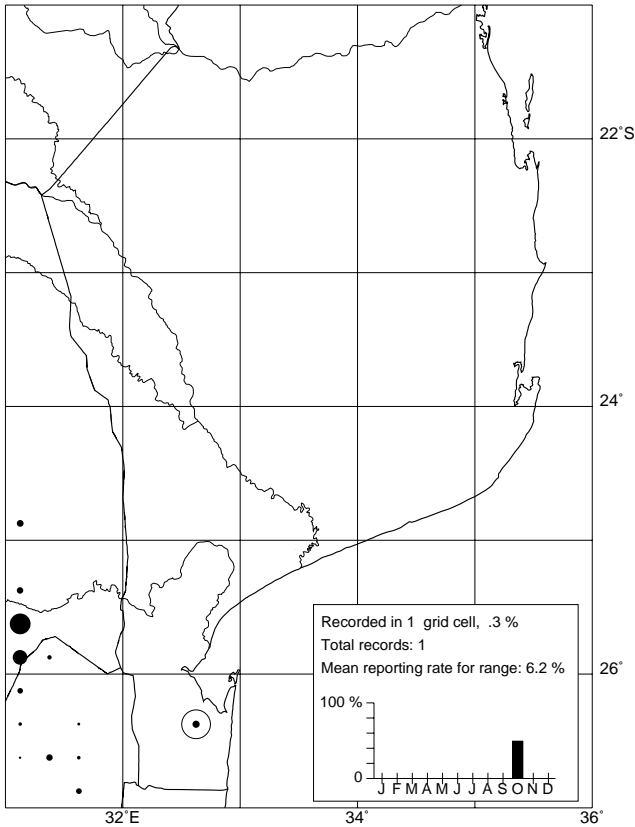 22°S
24°
Recorded in 1 grid cell, .3 %
Total records: 1
Mean reporting rate for range: 6.2 %
26°
100 %
0
J F M A M J J A S O N D
32°E 34° 36°